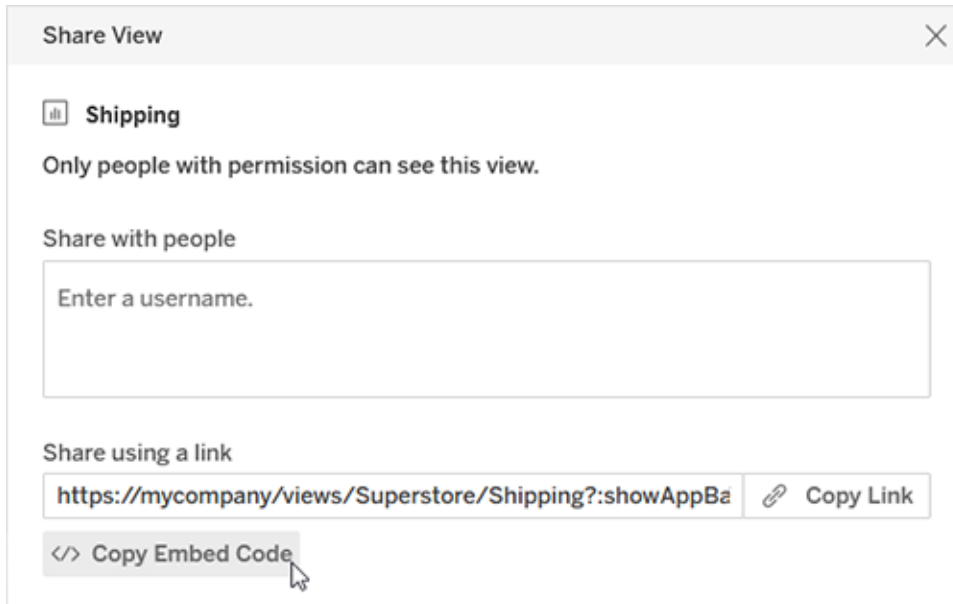 Share View
Shipping
Only people with permission can see this view.
Share with people
Enter a username.
Share using a link
https://mycompany/views/Superstore/Shipping?:showAppBa
Copy Link
</> Copy Embed Code